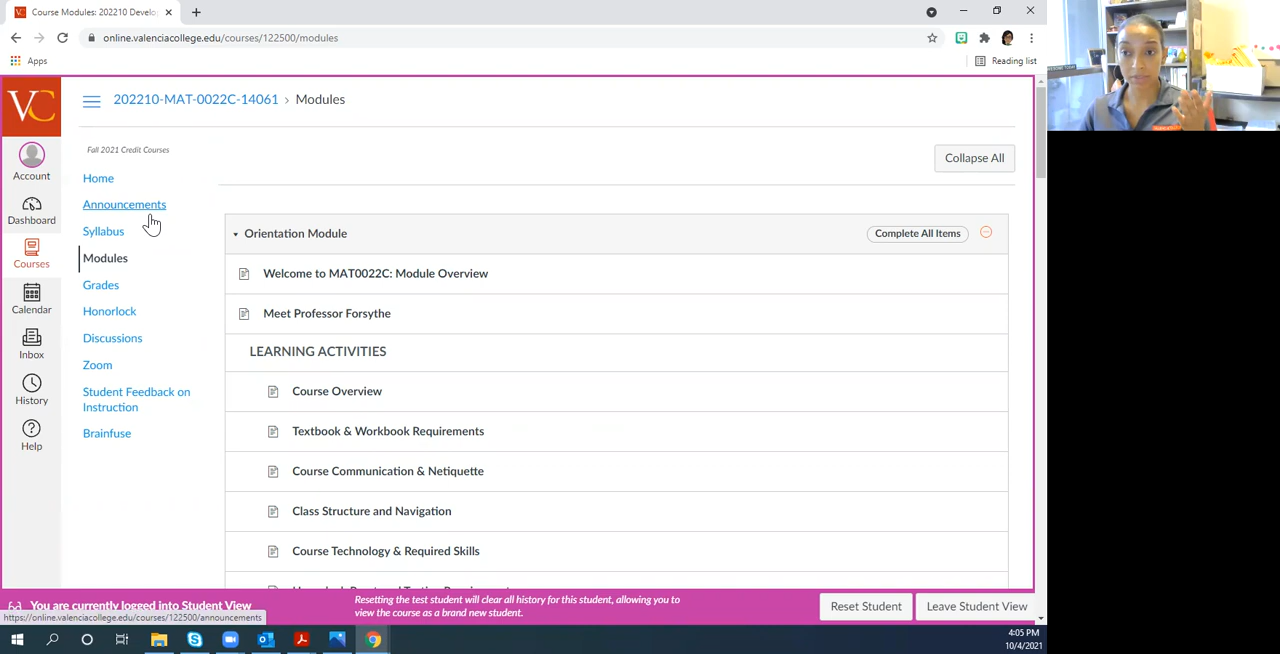 Course Modules: 202210 Develo
online.valenciacollege.edu/courses/122500/modules
Apps
Reading list
VC
202210-MAT-0022C-14061 › Modules
Fall 2021 Credit Courses
Collapse All
Account
Dashboard
Courses
Calendar
Inbox
History
Help
Home
Announcements
Syllabus
Modules
Grades
Honorlock
Discussions
Zoom
Student Feedback on
Instruction
Brainfuse
Orientation Module
Complete All Items
Welcome to MAT0022C: Module Overview
Meet Professor Forsythe
LEARNING ACTIVITIES
Course Overview
Textbook & Workbook Requirements
Course Communication & Netiquette
Class Structure and Navigation
Course Technology & Required Skills
You are currently logged into Student View
Resetting the test student will clear all history for this student, allowing you to
view the course as a brand new student.
Reset Student
Leave Student View
https://online.valenciacollege.edu/courses/122500/announcements
4:05 PM
10/4/2021